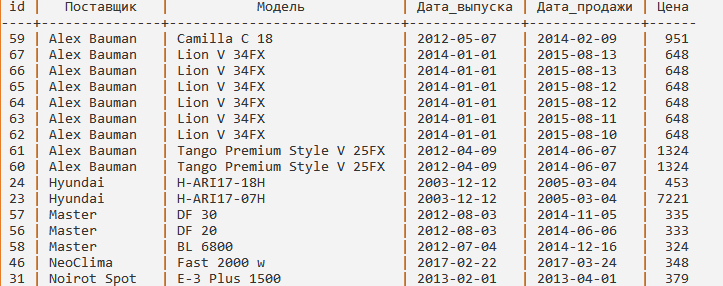 id | Поставщик | Модель | Дата_выпуска | Дата_продажи | Цена
59 | Alex Bauman | Camilla C 18 | 2012-05-07 | 2014-02-09 | 951
67 | Alex Bauman | Lion V 34FX | 2014-01-01 | 2015-08-13 | 648
66 | Alex Bauman | Lion V 34FX | 2014-01-01 | 2015-08-13 | 648
65 | Alex Bauman | Lion V 34FX | 2014-01-01 | 2015-08-12 | 648
64 | Alex Bauman | Lion V 34FX | 2014-01-01 | 2015-08-12 | 648
63 | Alex Bauman | Lion V 34FX | 2014-01-01 | 2015-08-11 | 648
62 | Alex Bauman | Lion V 34FX | 2014-01-01 | 2015-08-10 | 648
61 | Alex Bauman | Tango Premium Style V 25FX | 2012-04-09 | 2014-06-07 | 1324
60 | Alex Bauman | Tango Premium Style V 25FX | 2012-04-09 | 2014-06-07 | 1324
24 | Hyundai | H-ARI17-18H | 2003-12-12 | 2005-03-04 | 453
23 | Hyundai | H-ARI17-07H | 2003-12-12 | 2005-03-04 | 7221
57 | Master | DF 30 | 2012-08-03 | 2014-11-05 | 335
56 | Master | DF 20 | 2012-08-03 | 2014-06-06 | 333
58 | Master | BL 6800 | 2012-07-04 | 2014-12-16 | 324
46 | NeoClima | Fast 2000 w | 2017-02-22 | 2017-03-24 | 348
31 | Noirot Spot | E-3 Plus 1500 | 2013-02-01 | 2013-04-01 | 379